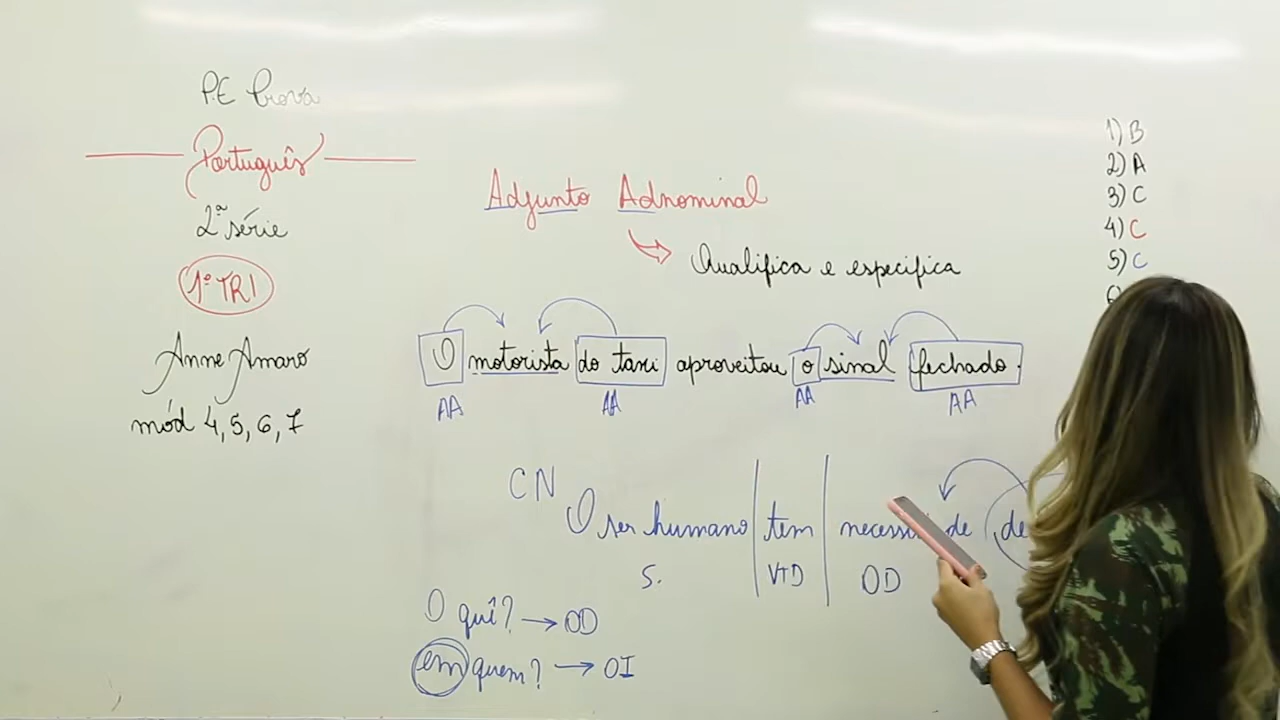 P.E Prova
Português
2ª série
1º TRI
Anne Amaro
mód 4, 5, 6, 7
Adjunto Adnominal
Qualifica e especifica
O motorista do taxi aproveitou o sinal fechado.
AA AA AA AA
CN
O ser humano tem de
S. VTD OD
O quê? → OD
em quem? → OI
1) B
2) A
3) C
4) C
5) C